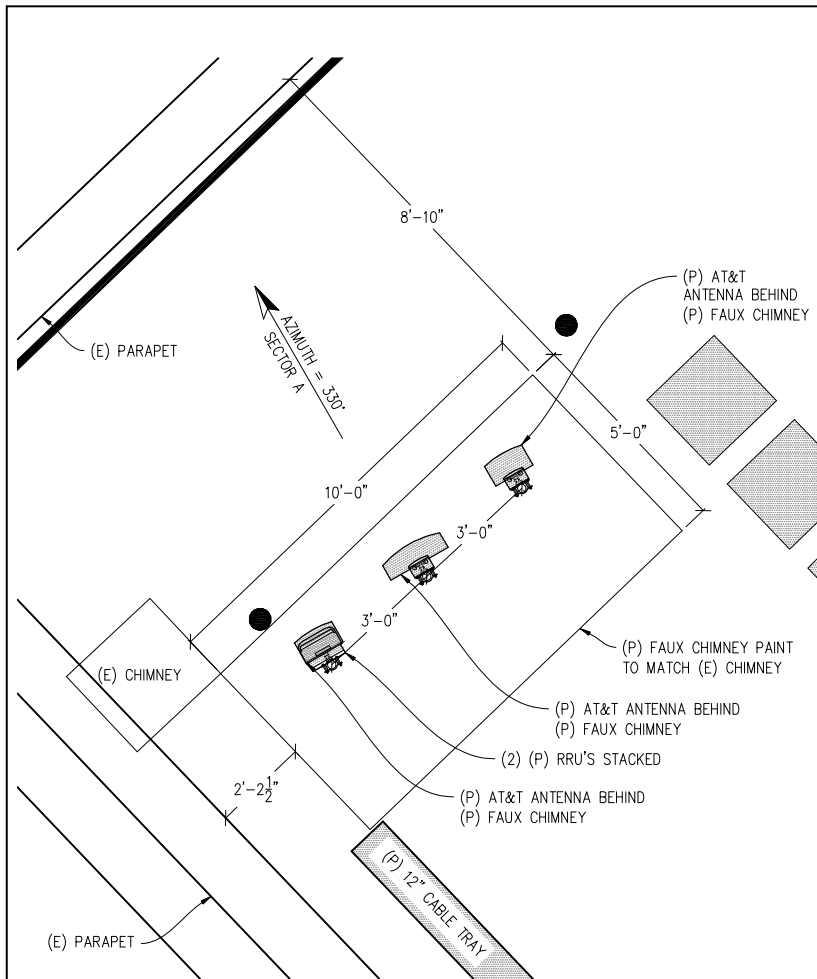 8'-10"
(P) AT&T
ANTENNA BEHIND
(P) FAUX CHIMNEY
(E) PARAPET
AZIMUTH = 330°
SECTOR A
5'-0"
10'-0"
3'-0"
3'-0"
(P) FAUX CHIMNEY PAINT
TO MATCH (E) CHIMNEY
(E) CHIMNEY
(P) AT&T ANTENNA BEHIND
(P) FAUX CHIMNEY
(2) (P) RRU'S STACKED
2'-2½"
(P) AT&T ANTENNA BEHIND
(P) FAUX CHIMNEY
(P) 12" CABLE TRAY
(E) PARAPET